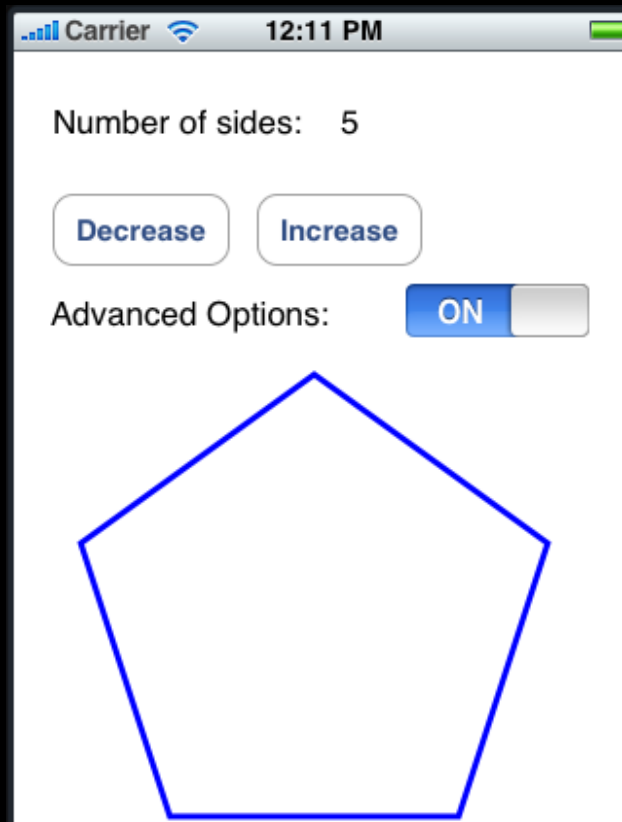 Carrier 12:11 PM
Number of sides: 5
Decrease Increase
Advanced Options: ON